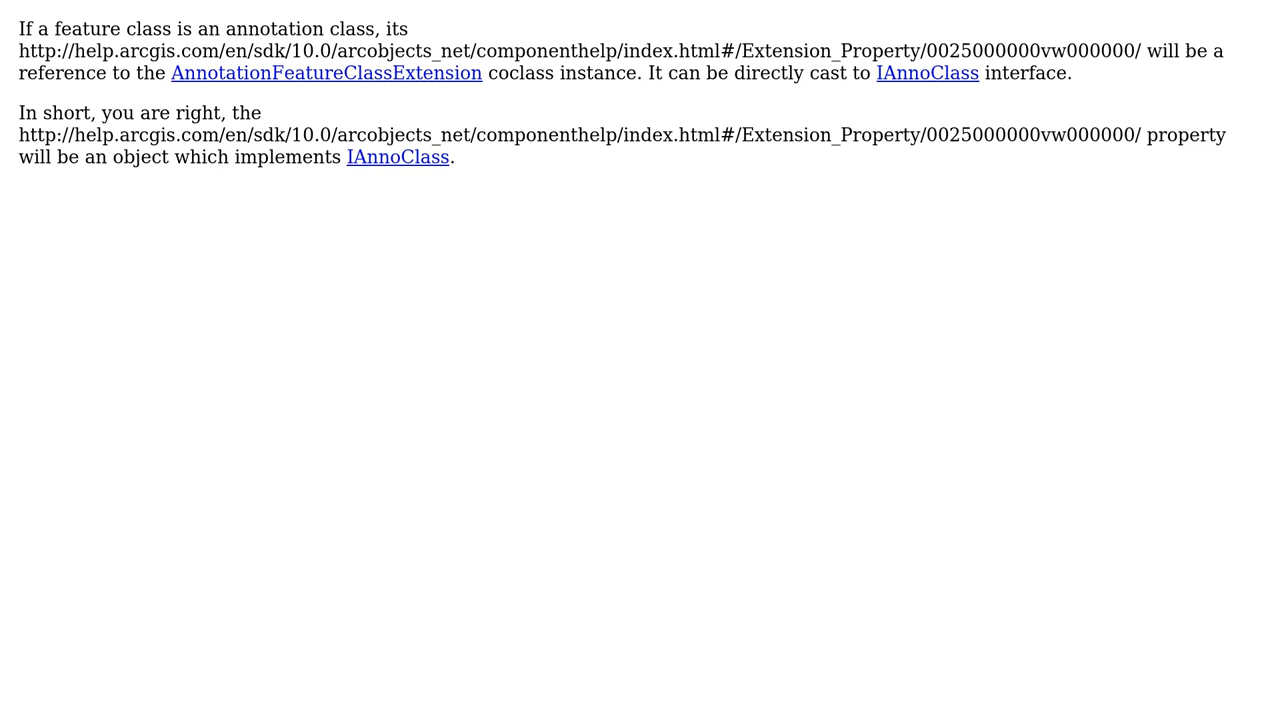 If a feature class is an annotation class, its
http://help.arcgis.com/en/sdk/10.0/arcobjects_net/componenthelp/index.html#/Extension_Property/0025000000vw000000/ will be a
reference to the AnnotationFeatureClassExtension coclass instance. It can be directly cast to IAnnoClass interface.
In short, you are right, the
http://help.arcgis.com/en/sdk/10.0/arcobjects_net/componenthelp/index.html#/Extension_Property/0025000000vw000000/ property
will be an object which implements IAnnoClass.